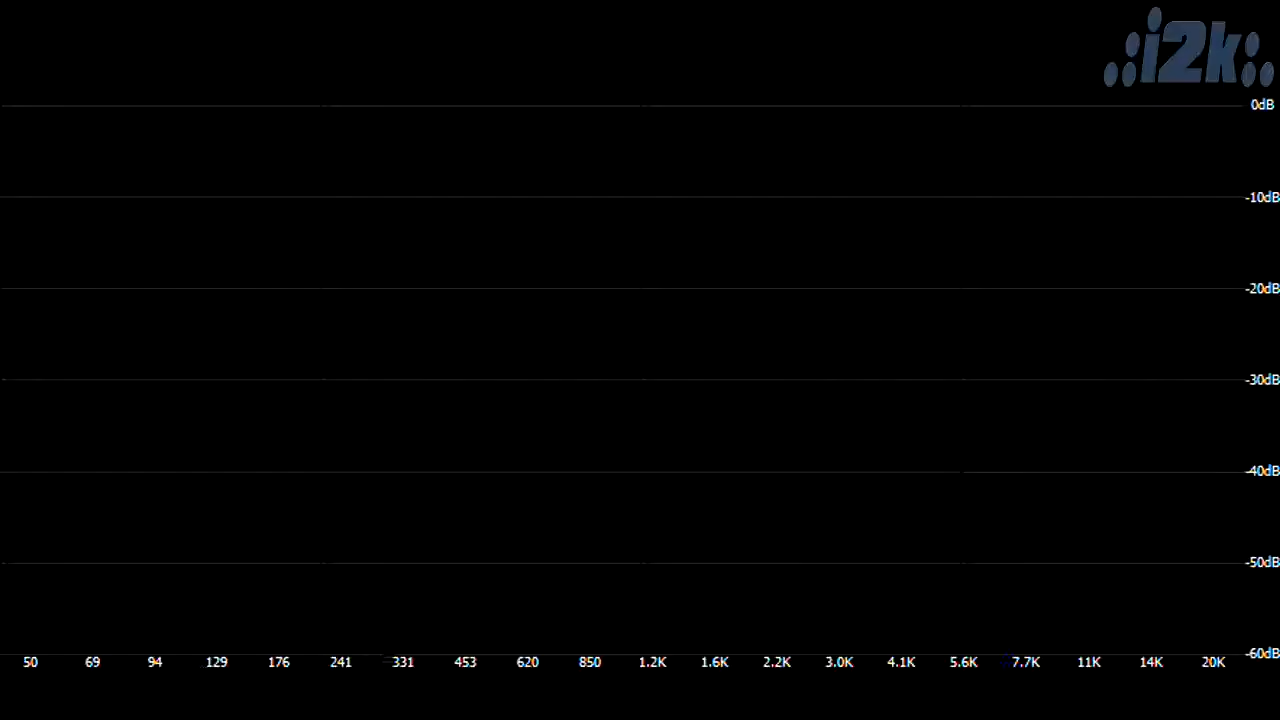 i2k
0dB
-10dB
-20dB
-30dB
-40dB
-50dB
-60dB
50 69 94 129 176 241 331 453 620 850 1.2K 1.6K 2.2K 3.0K 4.1K 5.6K 7.7K 11K 14K 20K